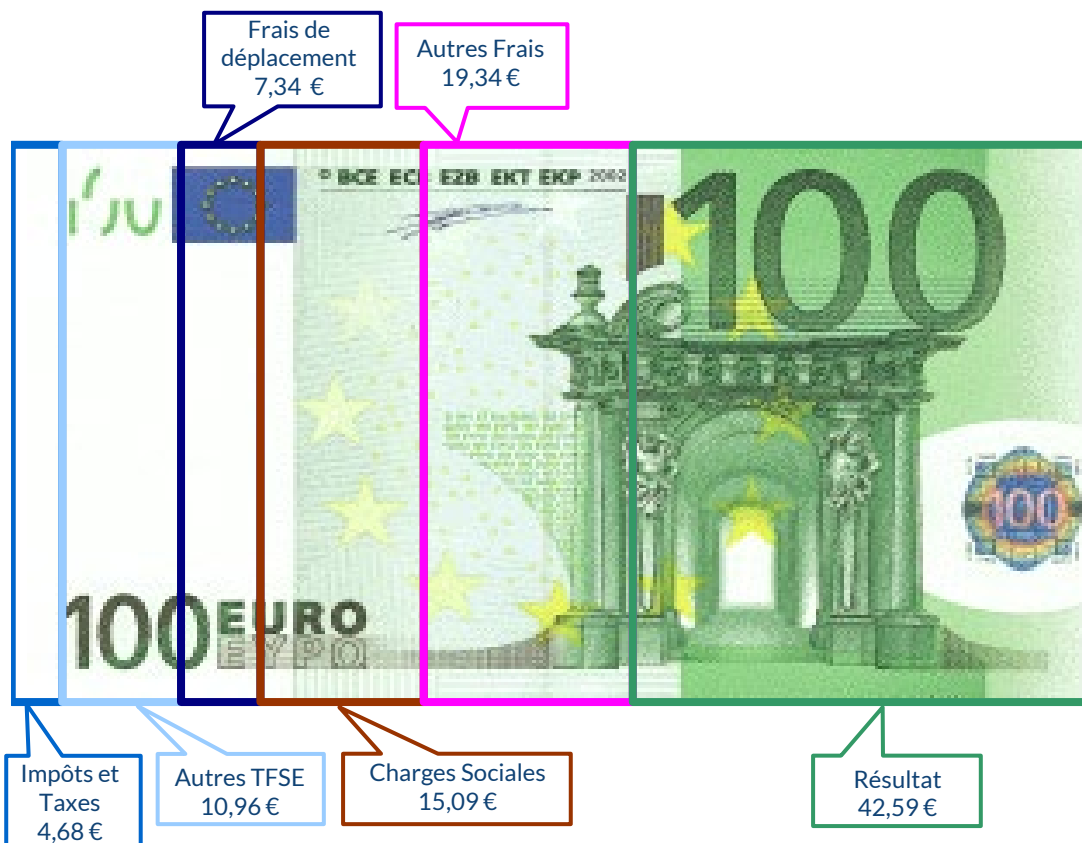 Frais de
déplacement
7,34 €
Autres Frais
19,34 €
© BCE ECB EZB EKT EKP 2002
100
100
100 EURO
ΕΥΡΩ
Impôts et
Taxes
4,68 €
Autres TFSE
10,96 €
Charges Sociales
15,09 €
Résultat
42,59 €